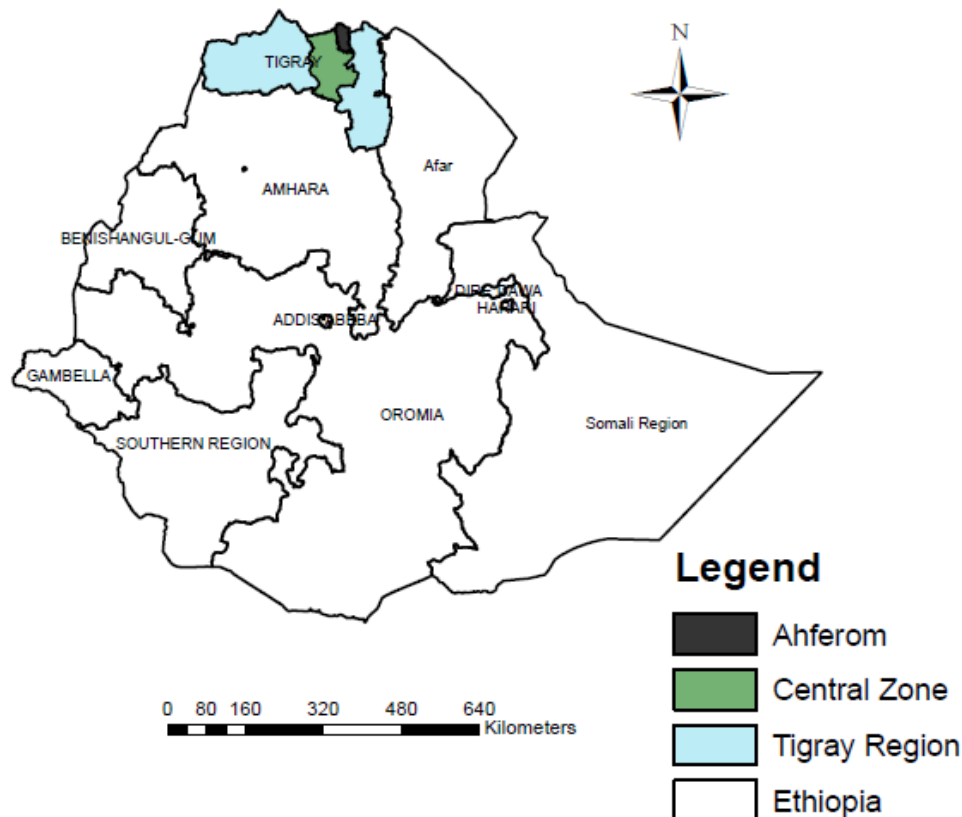 N
TIGRAY
Afar
AMHARA
BENISHANGUL-GUM
DIRE DAWA
HARARI
ADDIS ABEBA
GAMBELLA
OROMIA
Somali Region
SOUTHERN REGION
Legend
Ahferom
Central Zone
Tigray Region
Ethiopia
0 80 160 320 480 640
Kilometers